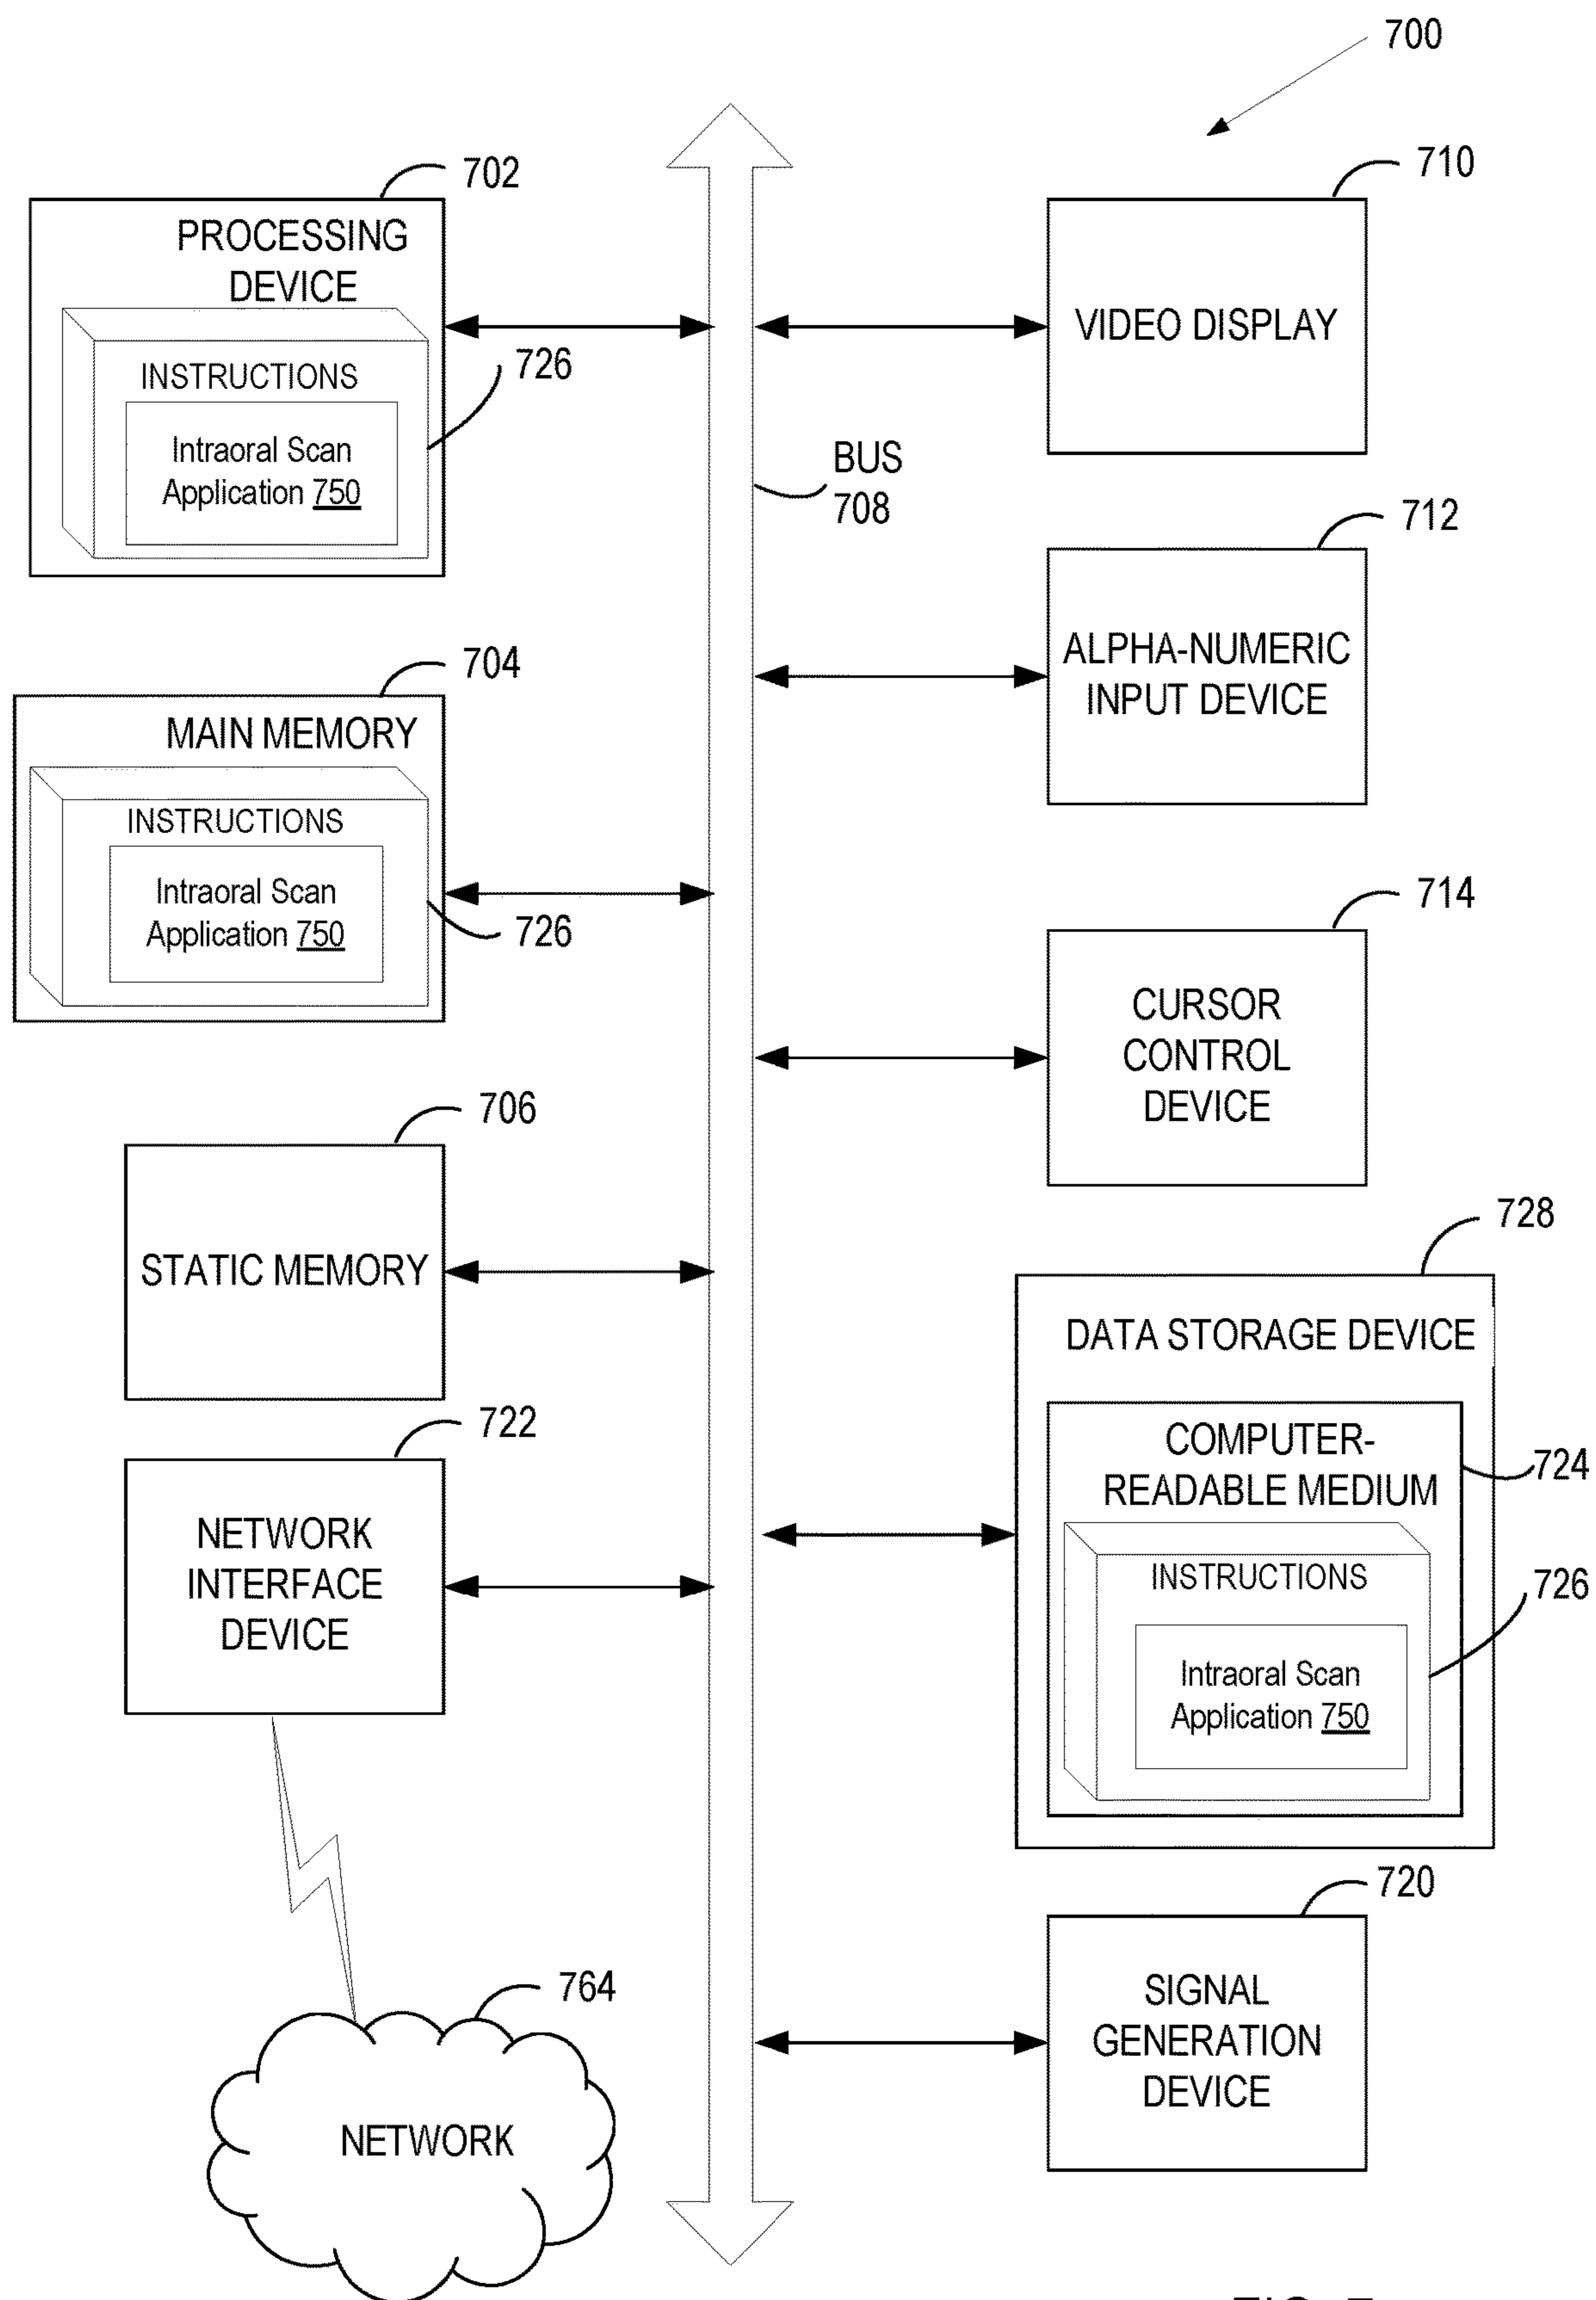 700
702
PROCESSING
DEVICE
INSTRUCTIONS
726
Intraoral Scan
Application 750
704
MAIN MEMORY
INSTRUCTIONS
Intraoral Scan
Application 750
726
706
STATIC MEMORY
722
NETWORK
INTERFACE
DEVICE
764
NETWORK
BUS
708
710
VIDEO DISPLAY
712
ALPHA-NUMERIC
INPUT DEVICE
714
CURSOR
CONTROL
DEVICE
728
DATA STORAGE DEVICE
COMPUTER-
READABLE MEDIUM
724
INSTRUCTIONS
726
Intraoral Scan
Application 750
720
SIGNAL
GENERATION
DEVICE